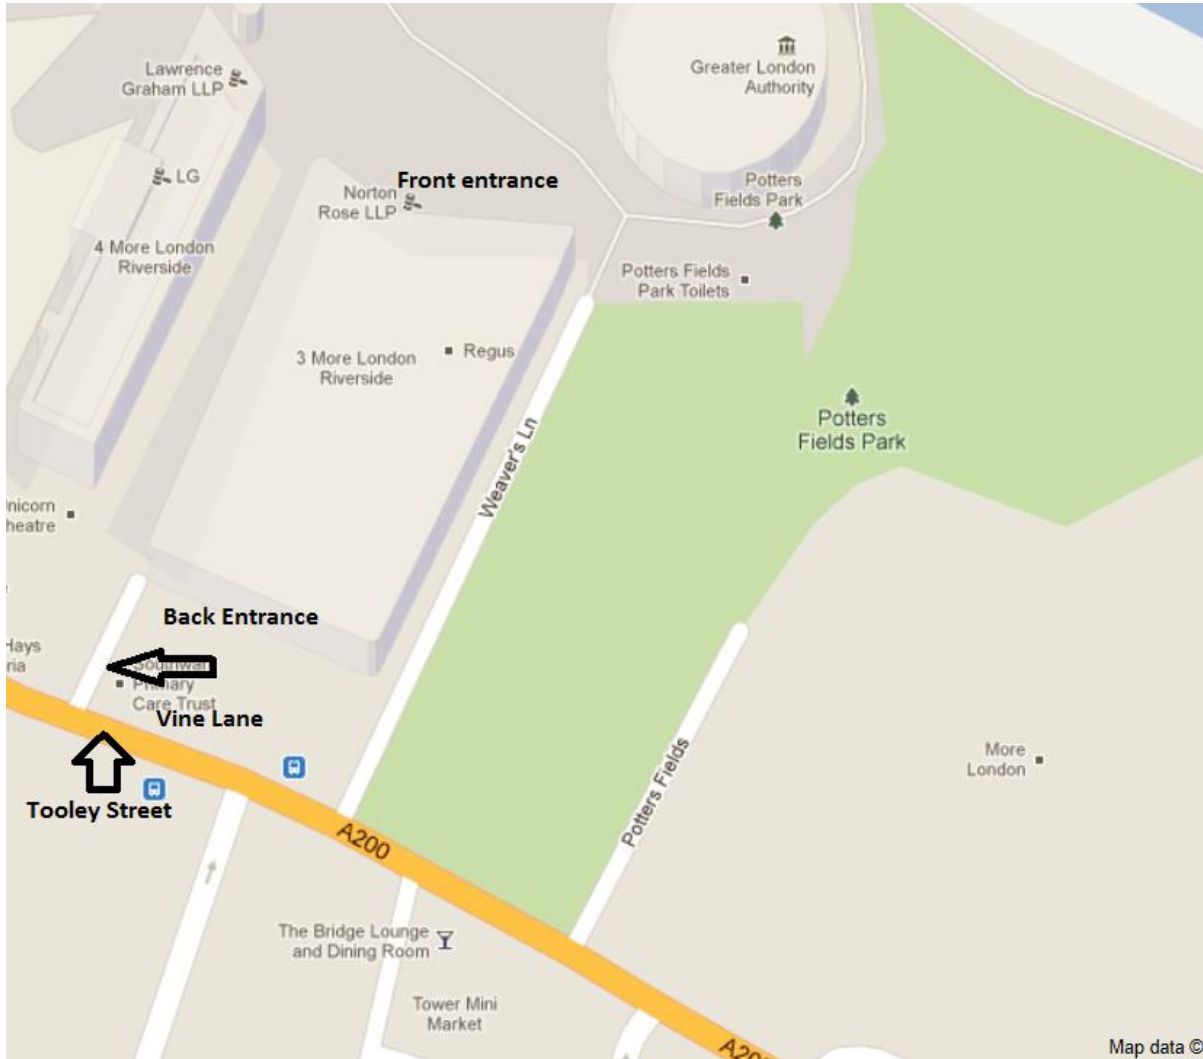 Lawrence
Graham LLP
Greater London
Authority
LG
Front entrance
Norton
Rose LLP
Potters
Fields Park
4 More London
Riverside
Potters Fields
Park Toilets
3 More London
Riverside
Regus
Potters
Fields Park
Weaver's Ln
nicorn
heatre
Back Entrance
Hays
ria
Southwar
Primary
Care Trust
Vine Lane
Tooley Street
Potters Fields
More
London
A200
The Bridge Lounge
and Dining Room
Tower Mini
Market
A200
Map data ©